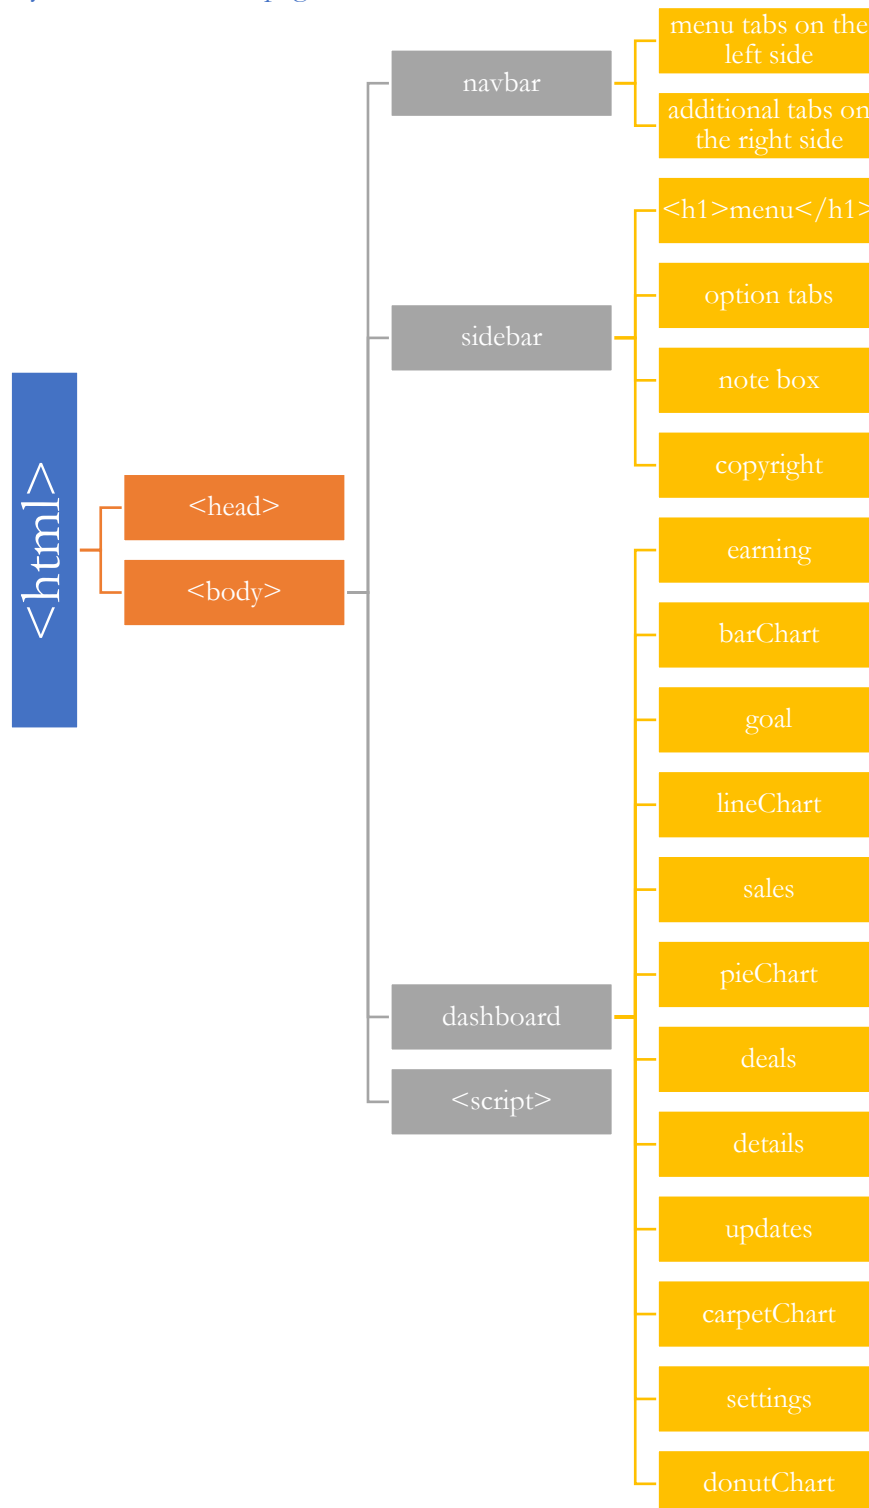 navbar
menu tabs on the
left side
additional tabs on
the right side
sidebar
<h1>menu</h1>
option tabs
note box
copyright
<html>
<head>
<body>
dashboard
earning
barChart
goal
lineChart
sales
pieChart
deals
details
updates
carpetChart
settings
donutChart
<script>